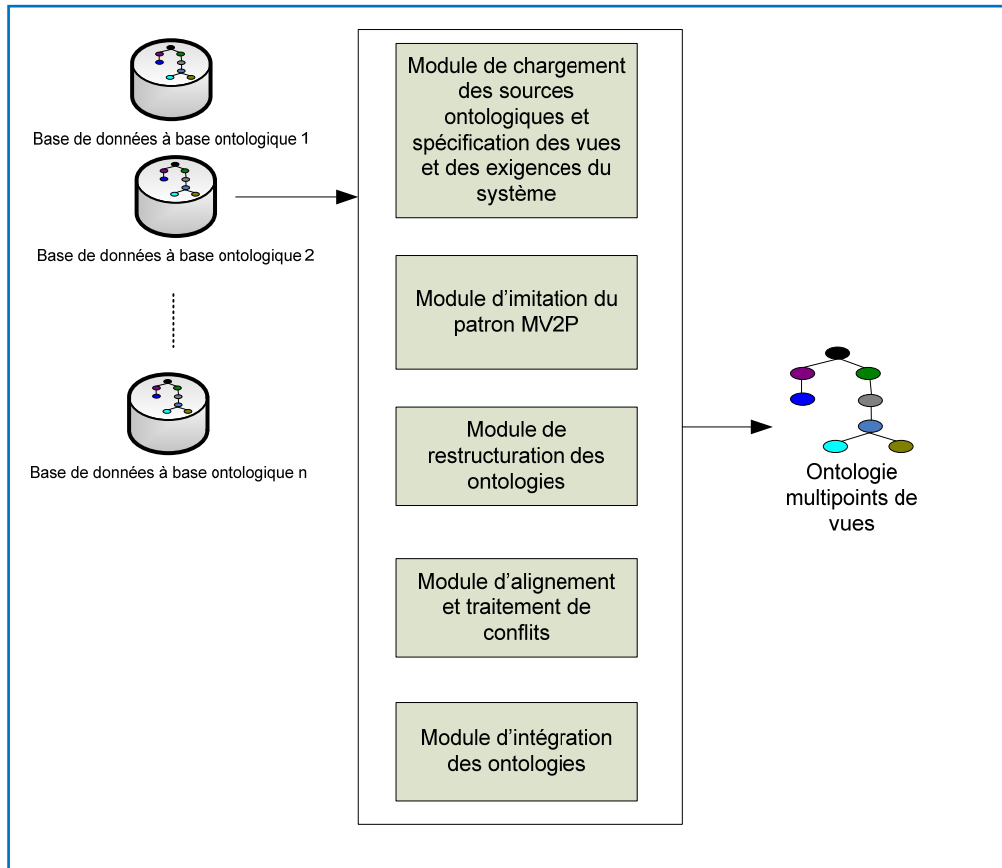 Base de données à base ontologique 1
Base de données à base ontologique 2
Base de données à base ontologique n
Module de chargement
des sources
ontologiques et
spécification des vues
et des exigences du
système
Module d'imitation du
patron MV2P
Module de
restructuration des
ontologies
Module d'alignement
et traitement de
conflits
Module d'intégration
des ontologies
Ontologie
multipoints de
vues